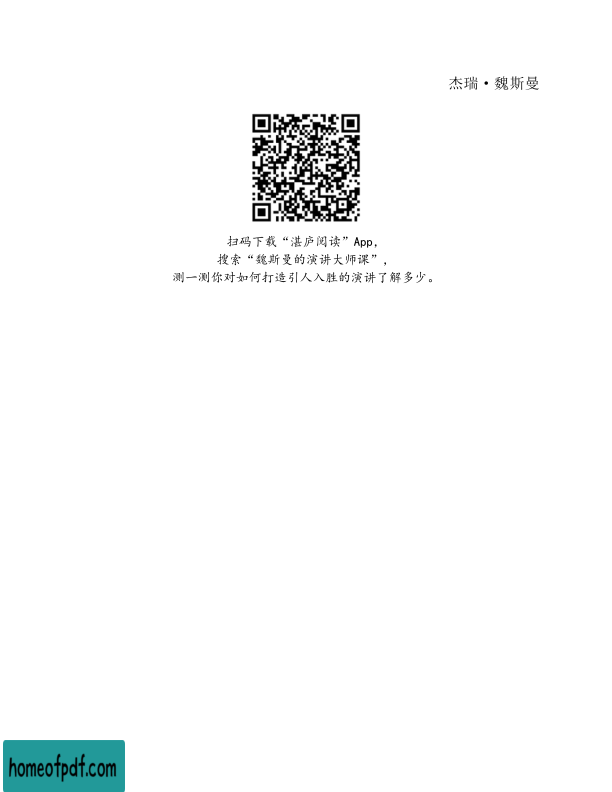 杰瑞·魏斯曼
扫码下载“湛庐阅读”App，
搜索“魏斯曼的演讲大师课”，
测一测你对如何打造引人入胜的演讲了解多少。
homeofpdf.com